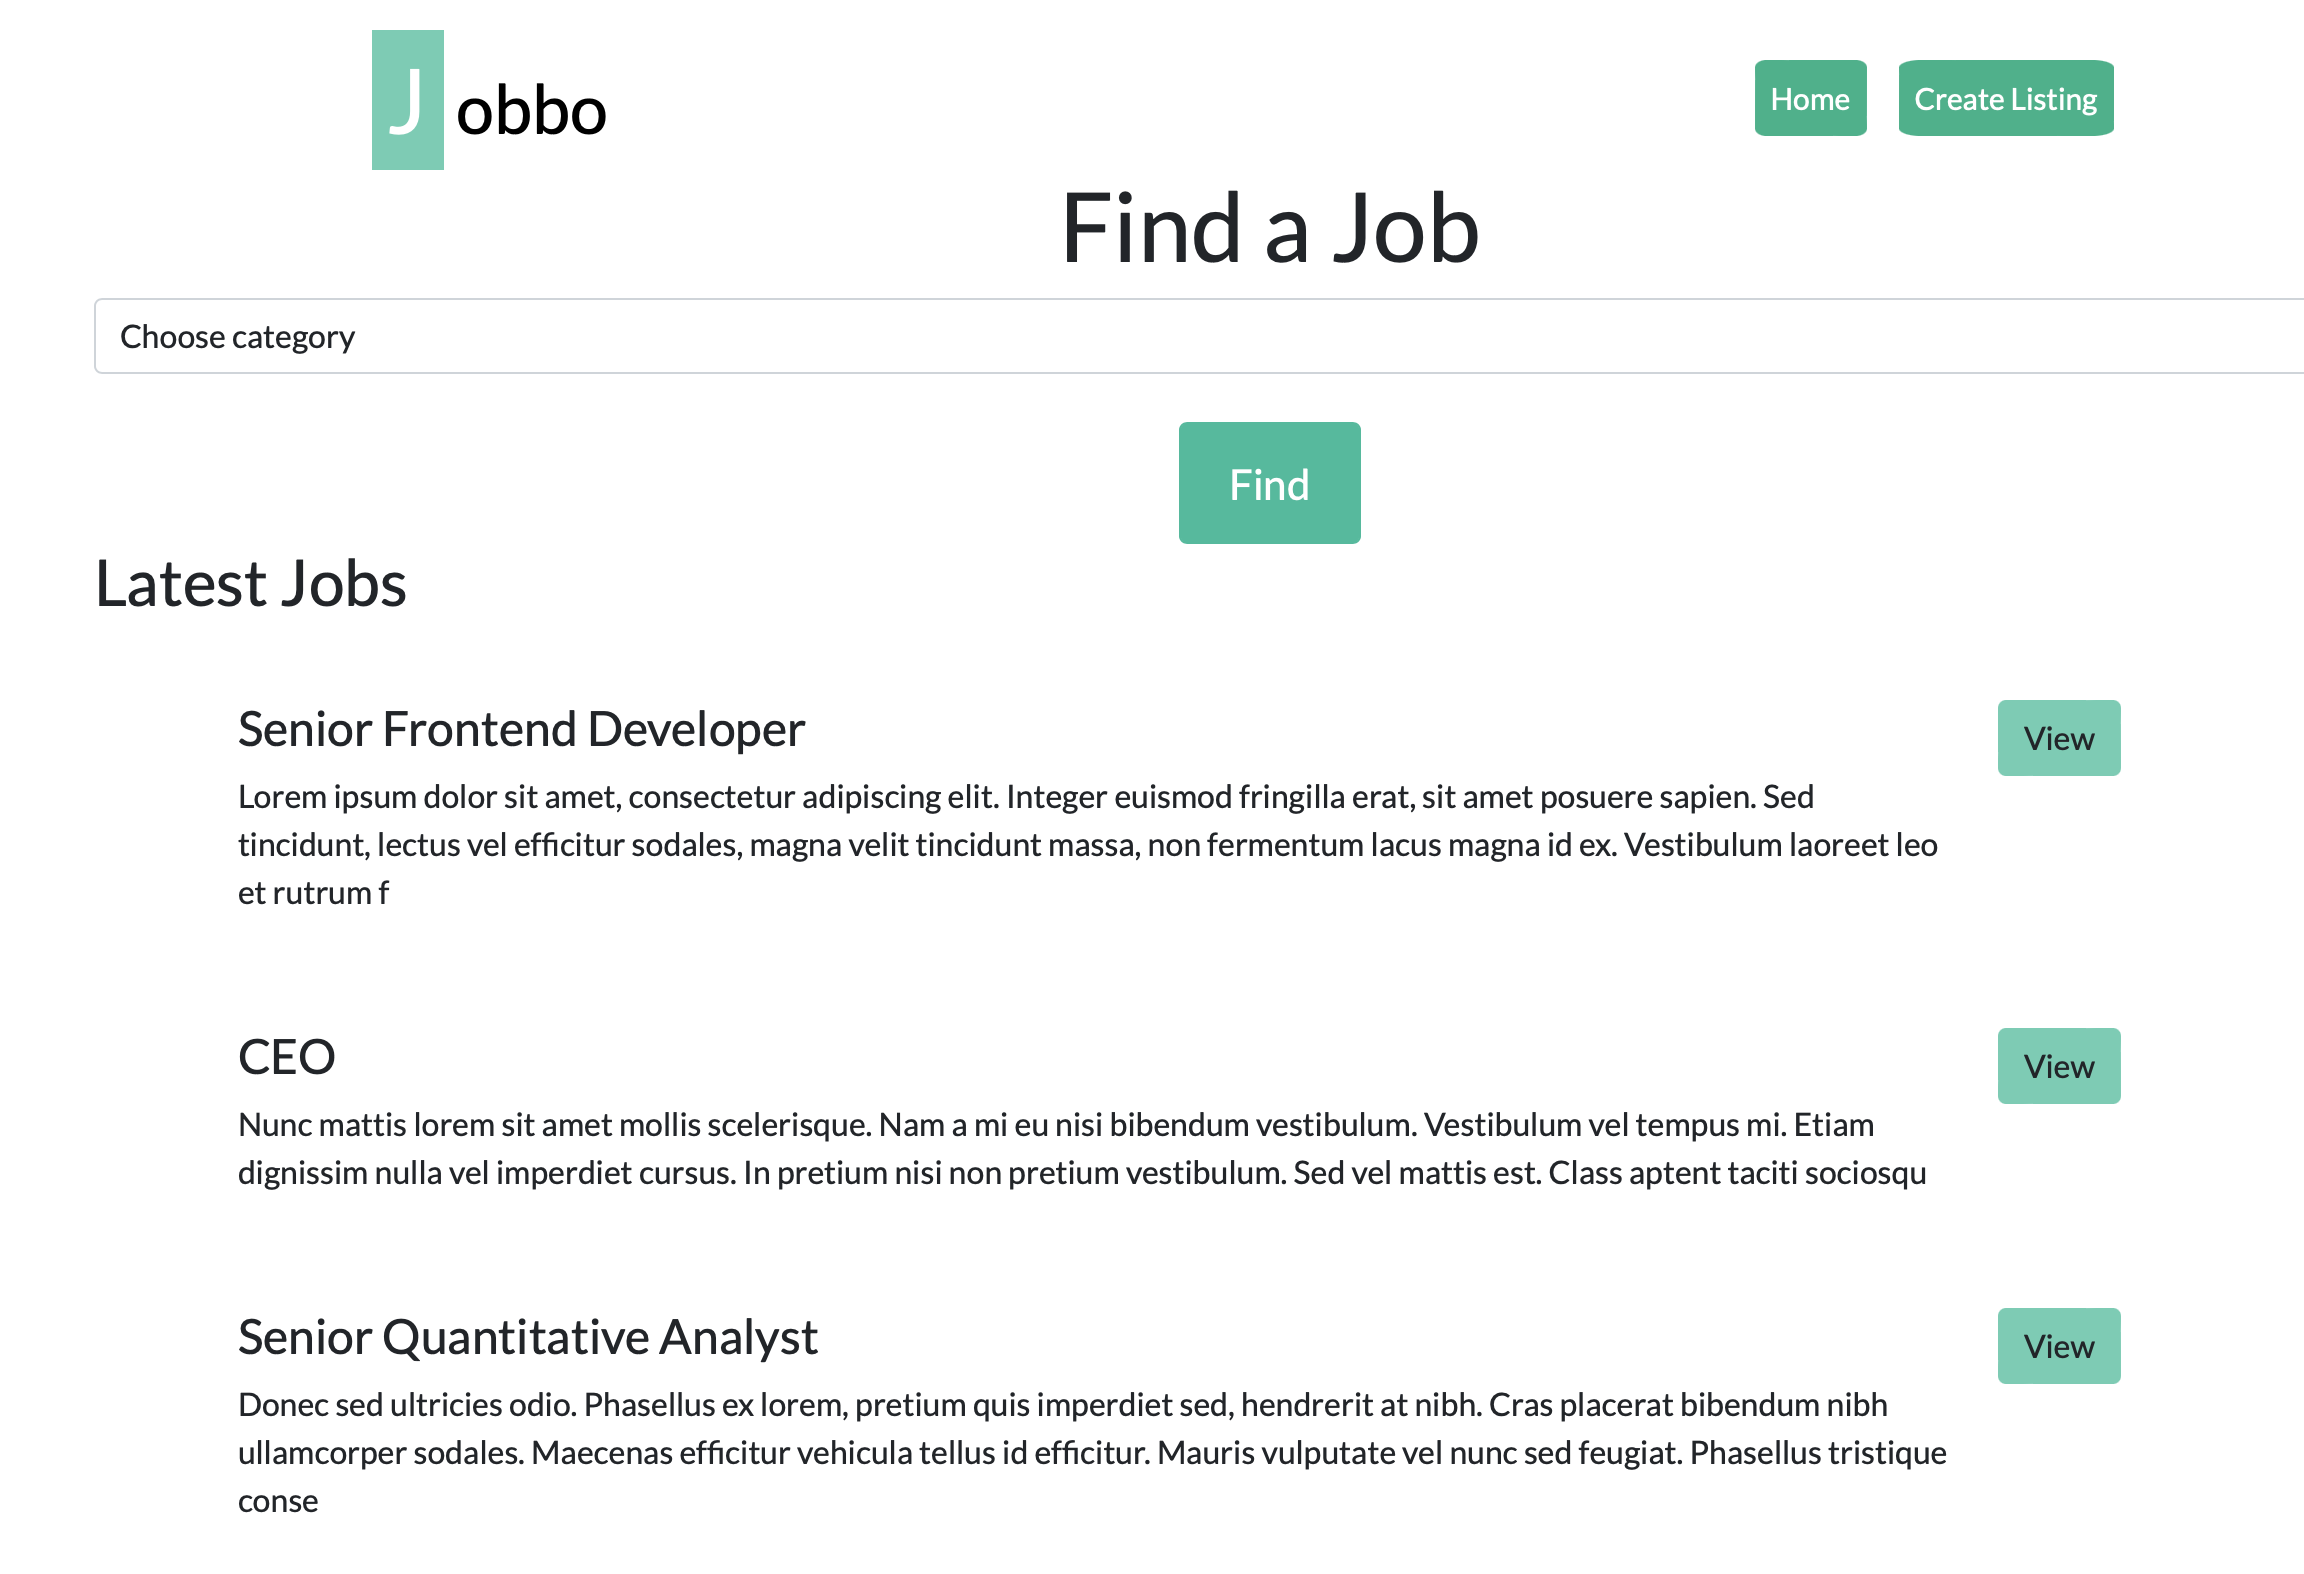 Jobbo
Home
Create Listing
Find a Job
Choose category
Find
Latest Jobs
Senior Frontend Developer
View
Lorem ipsum dolor sit amet, consectetur adipiscing elit. Integer euismod fringilla erat, sit amet posuere sapien. Sed
tincidunt, lectus vel efficitur sodales, magna velit tincidunt massa, non fermentum lacus magna id ex. Vestibulum laoreet leo
et rutrum f
CEO
View
Nunc mattis lorem sit amet mollis scelerisque. Nam a mi eu nisi bibendum vestibulum. Vestibulum vel tempus mi. Etiam
dignissim nulla vel imperdiet cursus. In pretium nisi non pretium vestibulum. Sed vel mattis est. Class aptent taciti sociosqu
Senior Quantitative Analyst
View
Donec sed ultricies odio. Phasellus ex lorem, pretium quis imperdiet sed, hendrerit at nibh. Cras placerat bibendum nibh
ullamcorper sodales. Maecenas efficitur vehicula tellus id efficitur. Mauris vulputate vel nunc sed feugiat. Phasellus tristique
conse